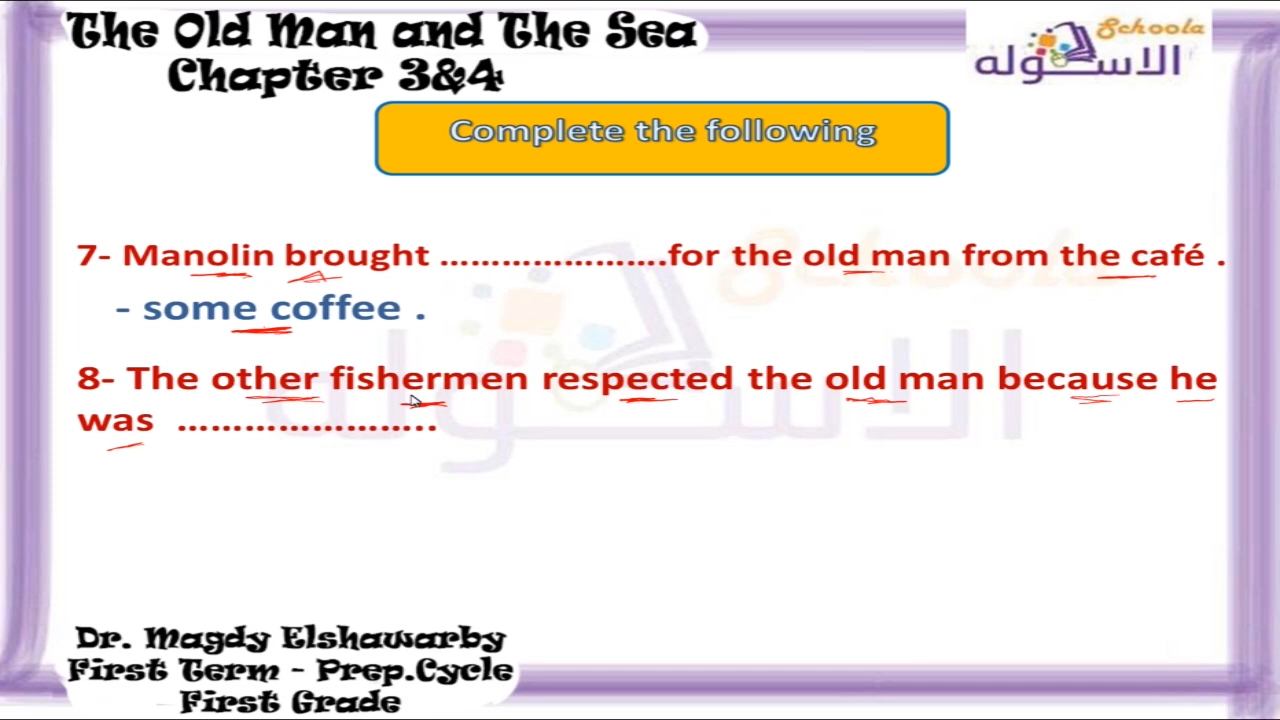 The Old Man and The Sea
Chapter 3&4
Schoola
الاسكوله
Complete the following
7- Manolin brought ......................for the old man from the café .
- some coffee .
8- The other fishermen respected the old man because he
was .......................
Dr. Magdy Elshawarby
First Term - Prep.Cycle
First Grade